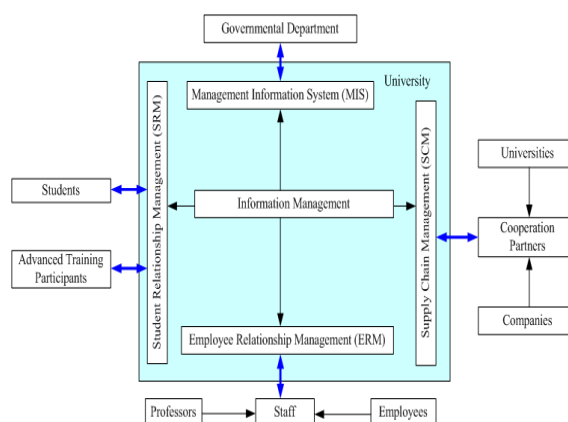 Governmental Department
University
Management Information System (MIS)
Student Relationship Management (SRM)
Supply Chain Management (SCM)
Universities
Students
Information Management
Cooperation
Partners
Advanced Training
Participants
Companies
Employee Relationship Management (ERM)
Professors
Staff
Employees